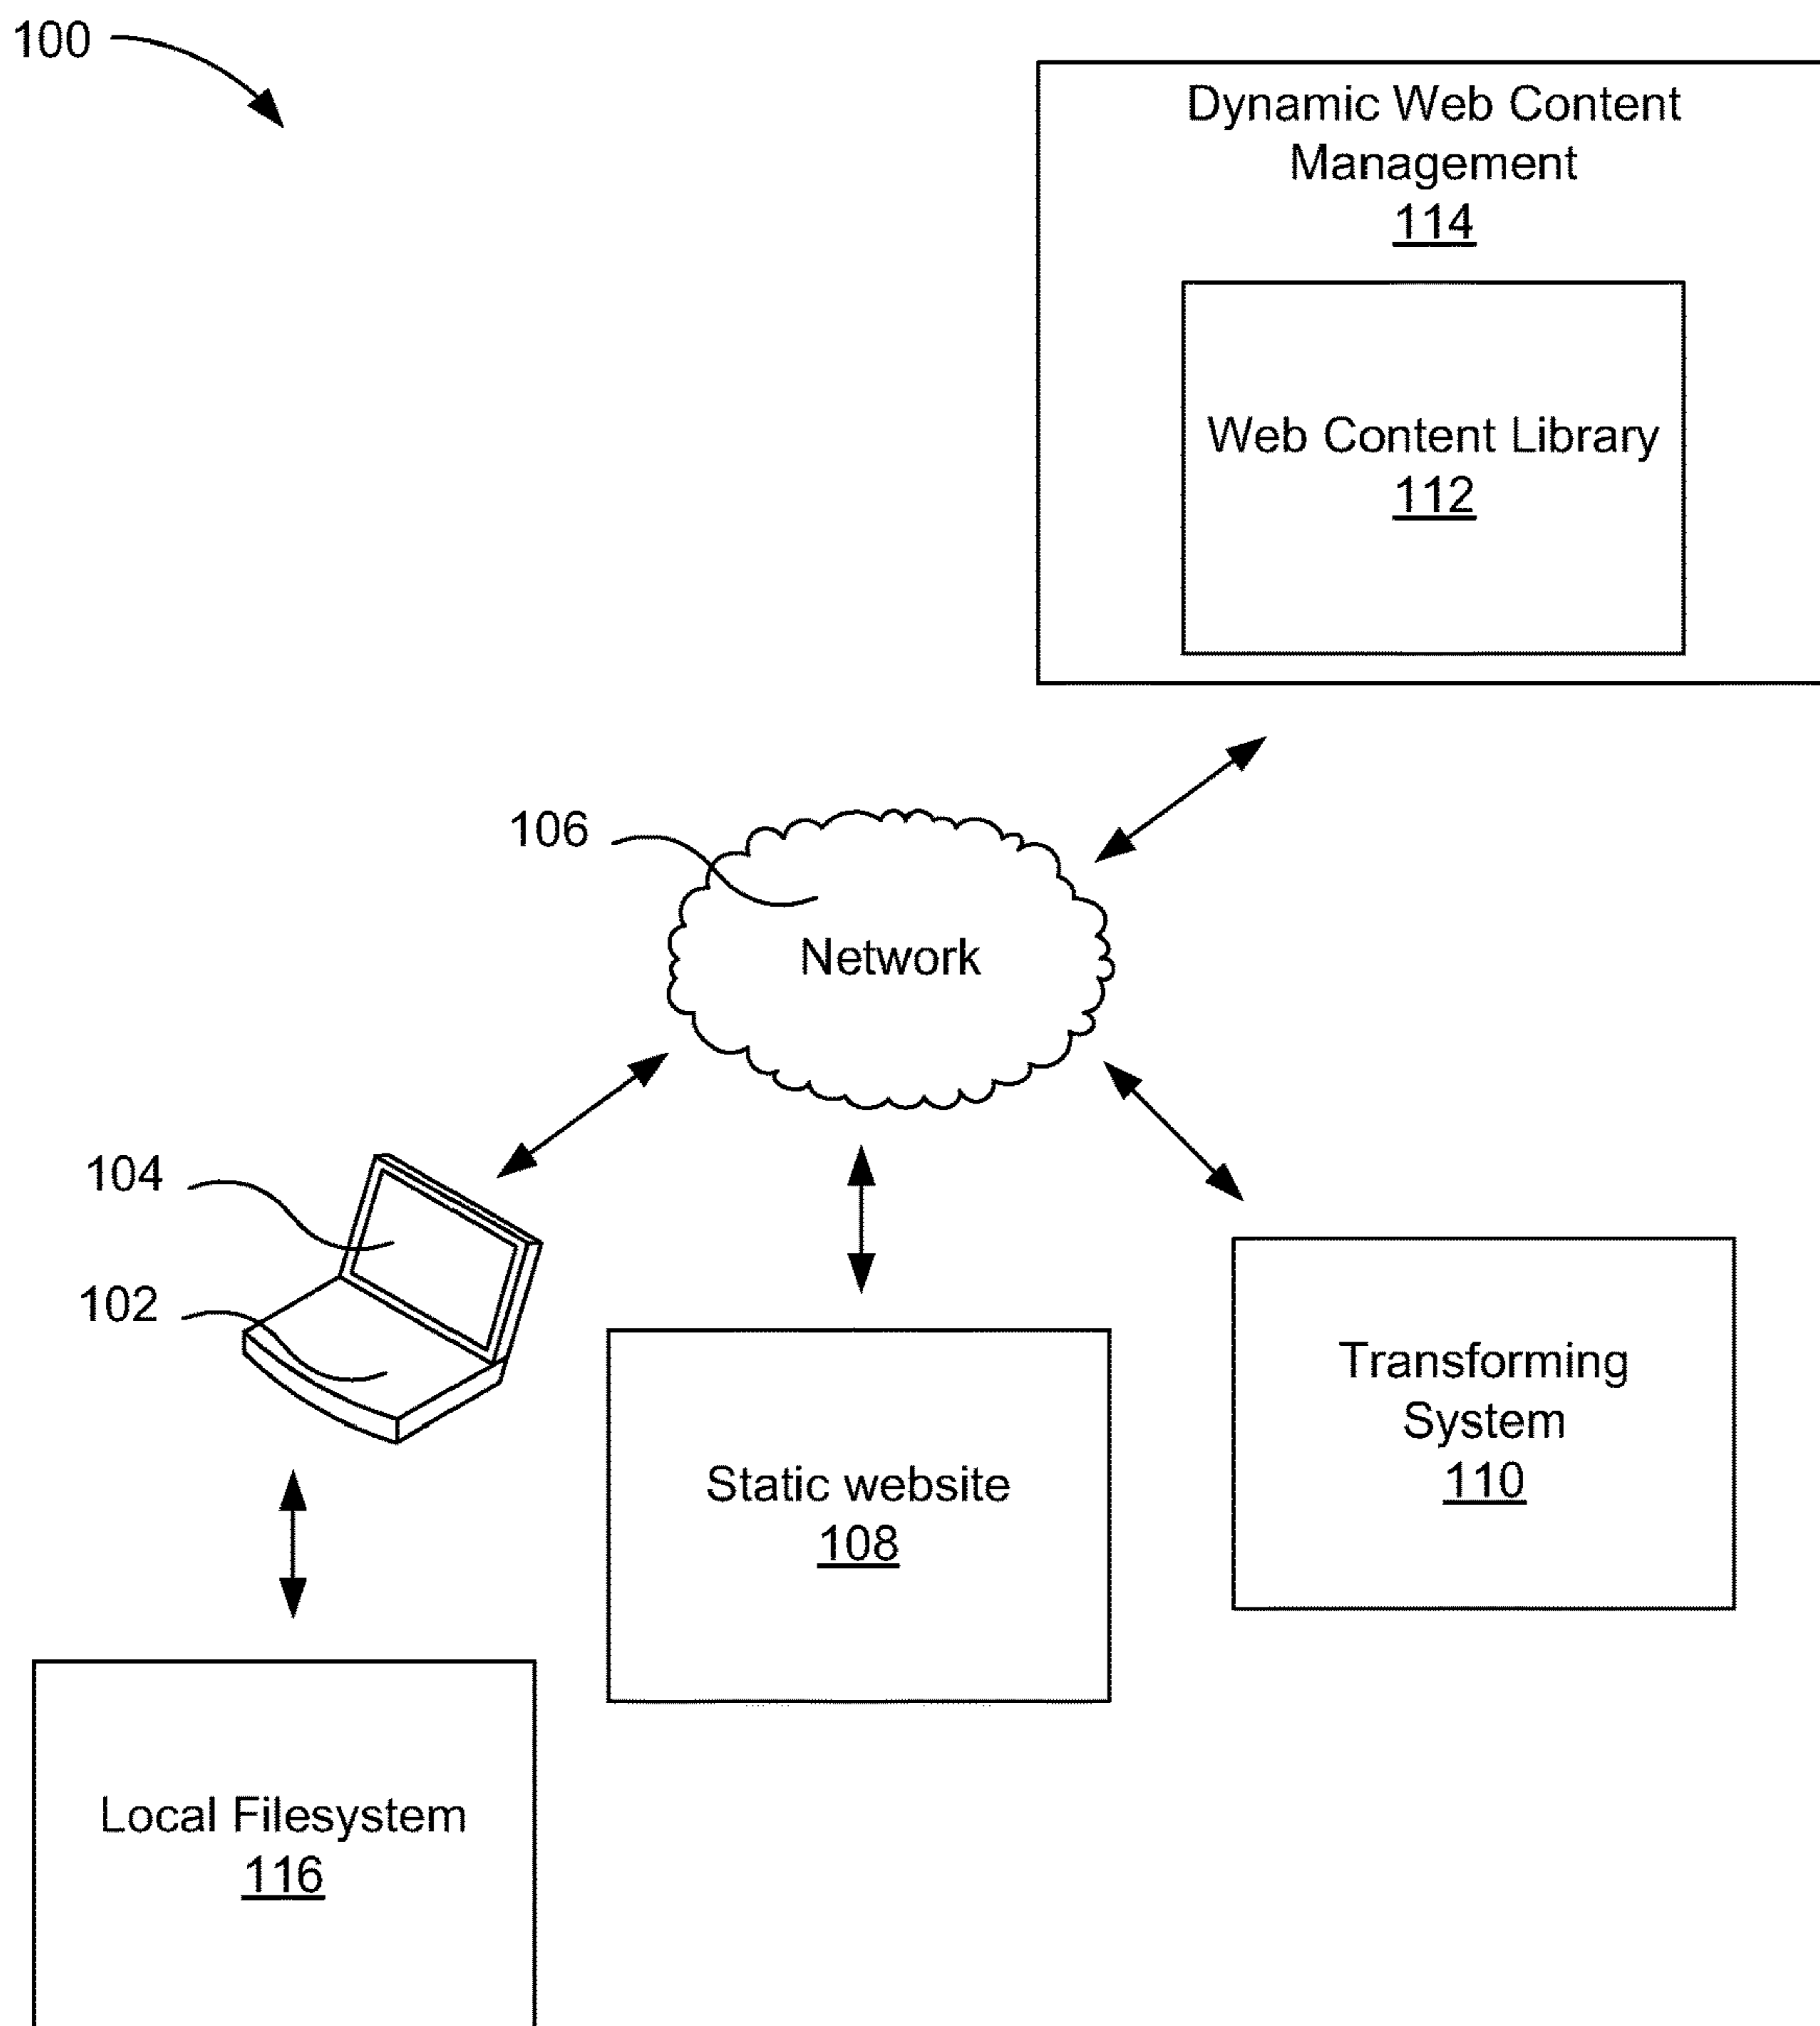 100
Dynamic Web Content
Management
114
Web Content Library
112
106
Network
104
102
Transforming
System
110
Static website
108
Local Filesystem
116